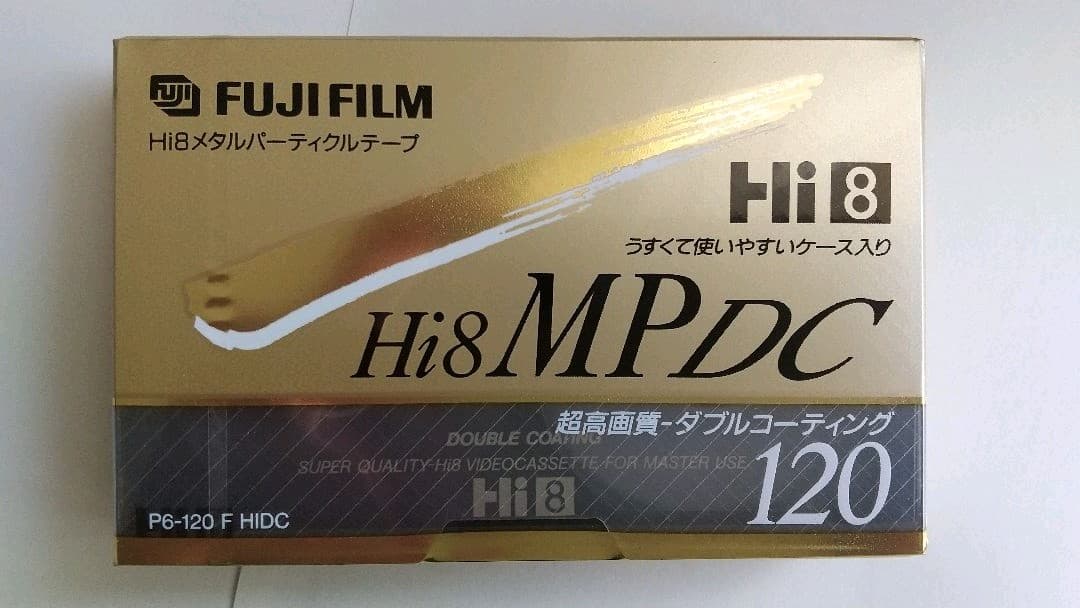 FUJI FUJIFILM
Hi8メタルパーティクルテープ
Hi8
うすくて使いやすいケース入り
Hi8MPDC
超高画質-ダブルコーティング
DOUBLE COATING
SUPER QUALITY-Hi8 VIDEOCASSETTE FOR MASTER USE
120
Hi8
P6-120 F HIDC